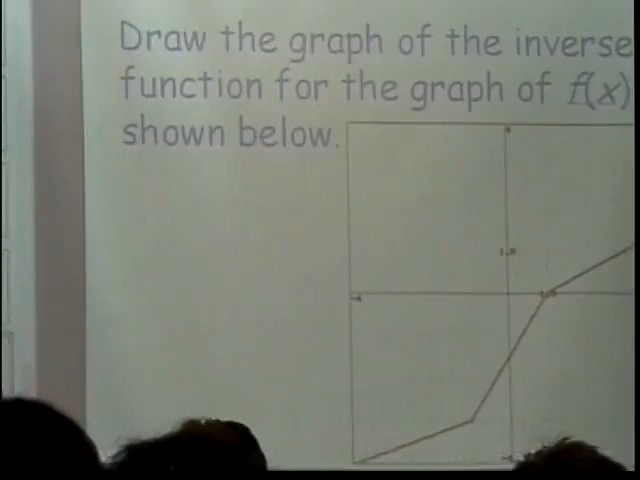 Draw the graph of the inverse
function for the graph of f(x)
shown below.